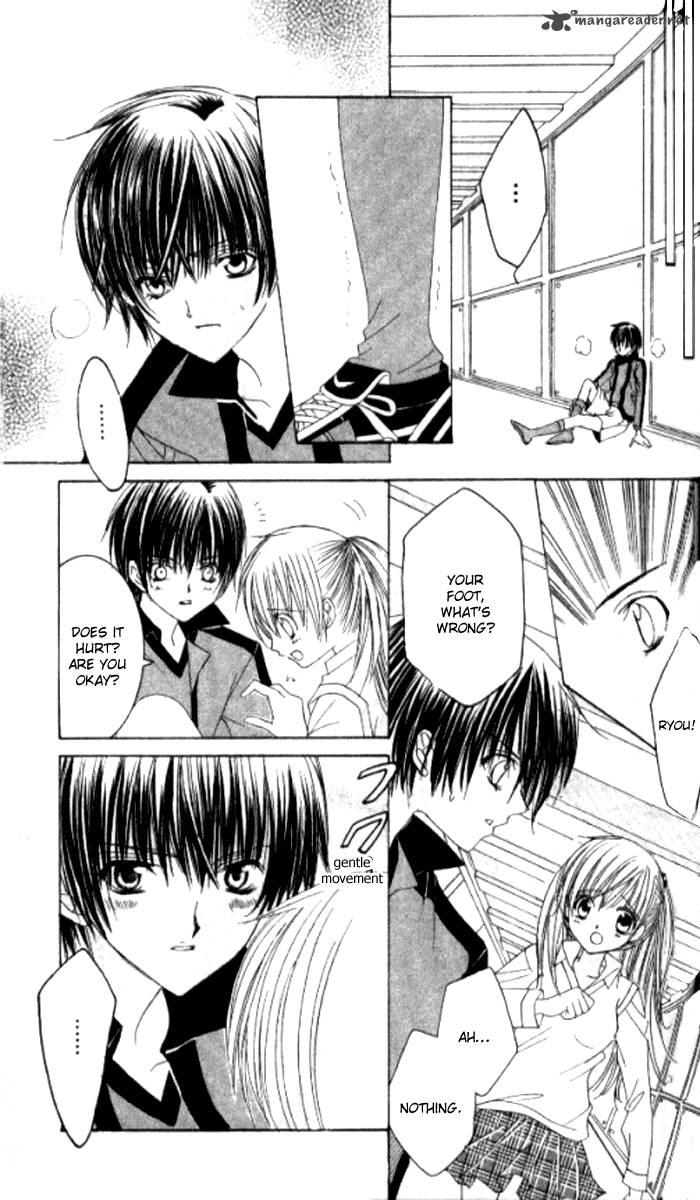 mangareader.net
...
...
RYOU!
YOUR
FOOT,
WHAT'S
WRONG?
AH...
NOTHING.
DOES IT
HURT?
ARE YOU
OKAY?
gentle
movement
...